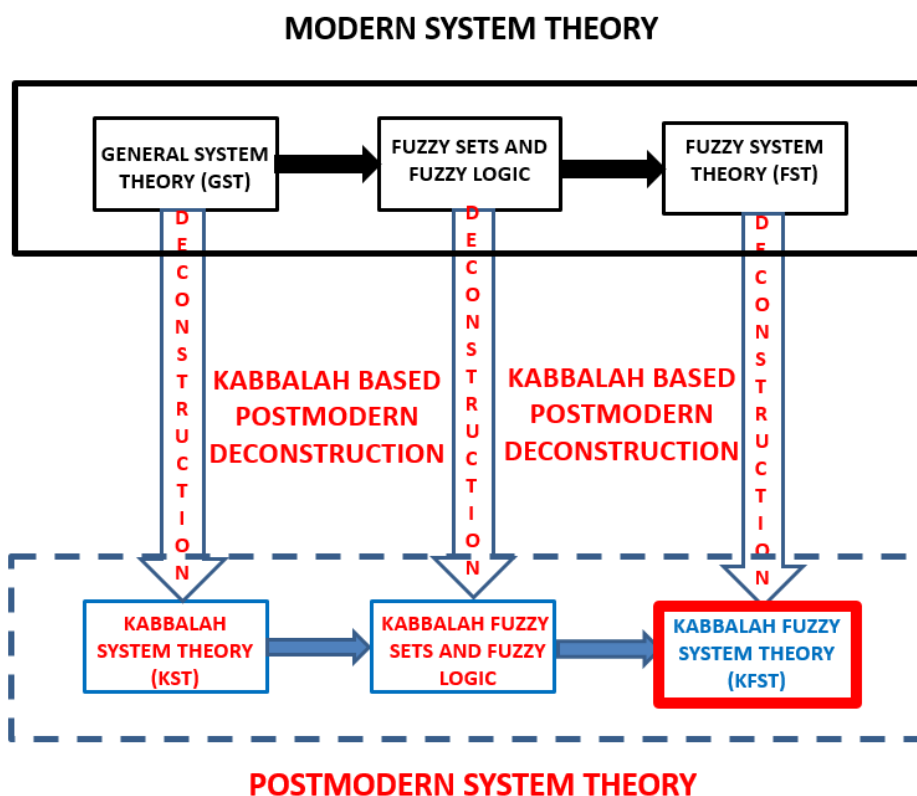 MODERN SYSTEM THEORY
GENERAL SYSTEM
THEORY (GST)
FUZZY SETS AND
FUZZY LOGIC
FUZZY SYSTEM
THEORY (FST)
DECONSTRUCTION
DECONSTRUCTION
DECONSTRUCTION
KABBALAH BASED
POSTMODERN
DECONSTRUCTION
KABBALAH BASED
POSTMODERN
DECONSTRUCTION
KABBALAH
SYSTEM THEORY
(KST)
KABBALAH FUZZY
SETS AND FUZZY
LOGIC
KABBALAH FUZZY
SYSTEM THEORY
(KFST)
POSTMODERN SYSTEM THEORY